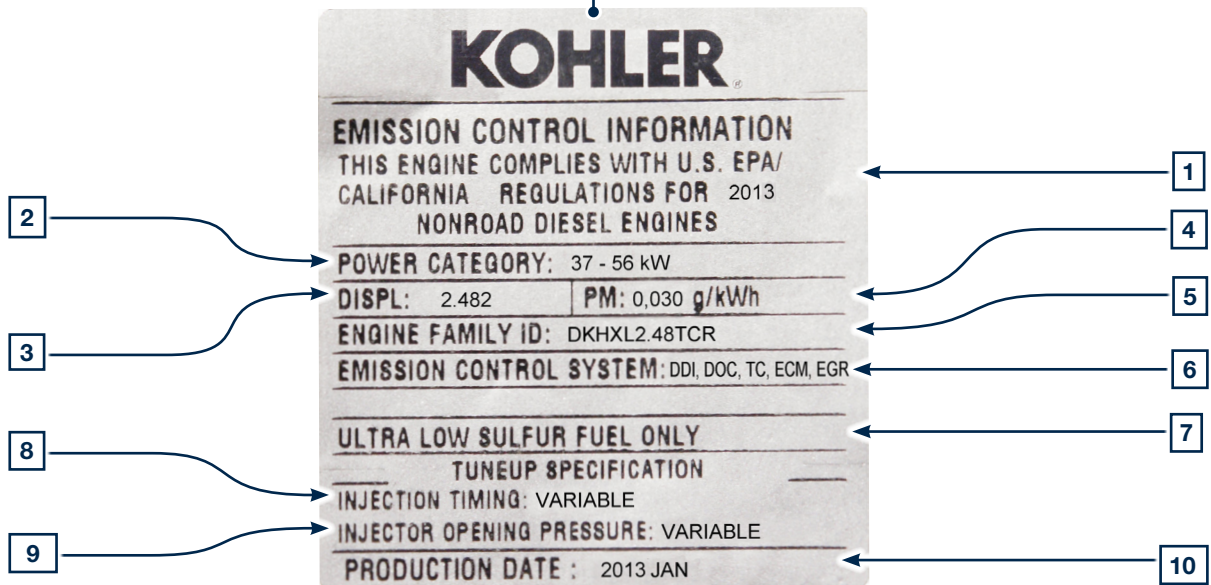 KOHLER®
EMISSION CONTROL INFORMATION
THIS ENGINE COMPLIES WITH U.S. EPA/
CALIFORNIA REGULATIONS FOR 2013
NONROAD DIESEL ENGINES
1
2
POWER CATEGORY: 37 - 56 kW
4
DISPL: 2.482 PM: 0,030 g/kWh
5
3
ENGINE FAMILY ID: DKHXL2.48TCR
EMISSION CONTROL SYSTEM: DDI, DOC, TC, ECM, EGR
6
ULTRA LOW SULFUR FUEL ONLY
7
8
TUNEUP SPECIFICATION
INJECTION TIMING: VARIABLE
INJECTOR OPENING PRESSURE: VARIABLE
9
PRODUCTION DATE : 2013 JAN
10